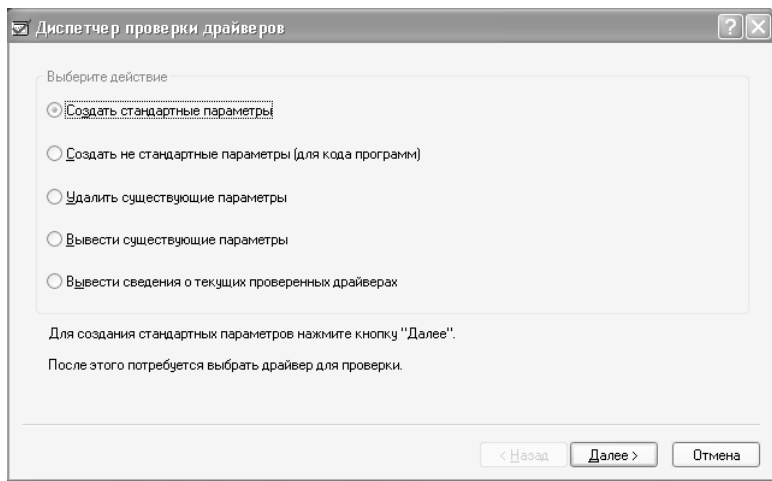 Диспетчер проверки драйверов
Выберите действие
Создать стандартные параметры
Создать не стандартные параметры (для кода программ)
Удалить существующие параметры
Вывести существующие параметры
Вывести сведения о текущих проверенных драйверах
Для создания стандартных параметров нажмите кнопку "Далее".
После этого потребуется выбрать драйвер для проверки.
< Назад Далее > Отмена